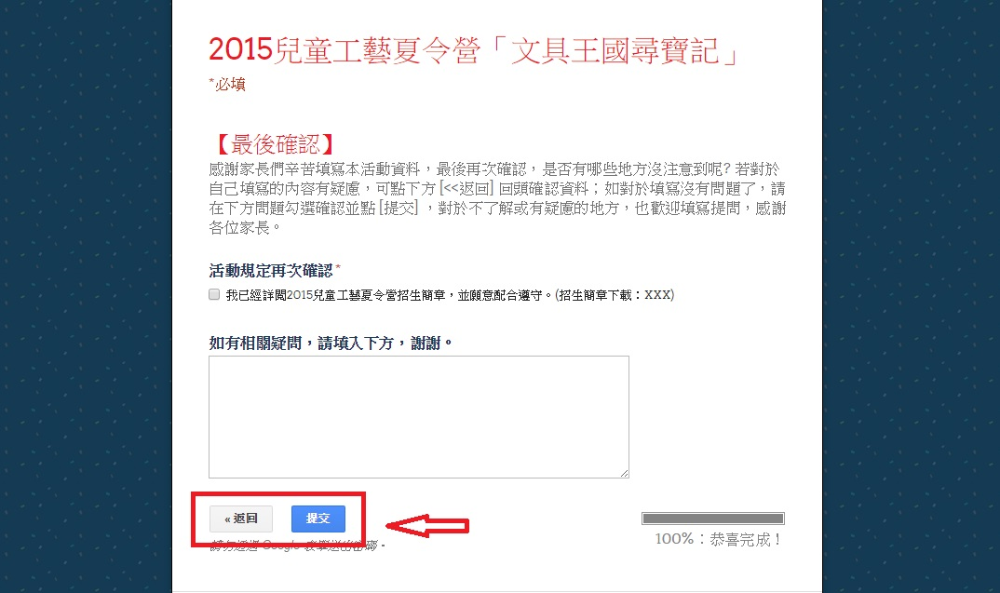 2015兒童工藝夏令營「文具王國尋寶記」
*必填
【最後確認】
感謝家長們辛苦填寫本活動資料，最後再次確認，是否有哪些地方沒注意到呢? 若對於
自己填寫的內容有疑慮，可點下方 [<<返回] 回頭確認資料；如對於填寫沒有問題了，請
在下方問題勾選確認並點 [提交] ，對於不了解或有疑慮的地方，也歡迎填寫提問，感謝
各位家長。
活動規定再次確認 *
我已經詳閱2015兒童工藝夏令營招生簡章，並願意配合遵守。(招生簡章下載：XXX)
如有相關疑問，請填入下方，謝謝。
« 返回 提交
請勿透過 Google 表單送出密碼。
100%：恭喜完成！